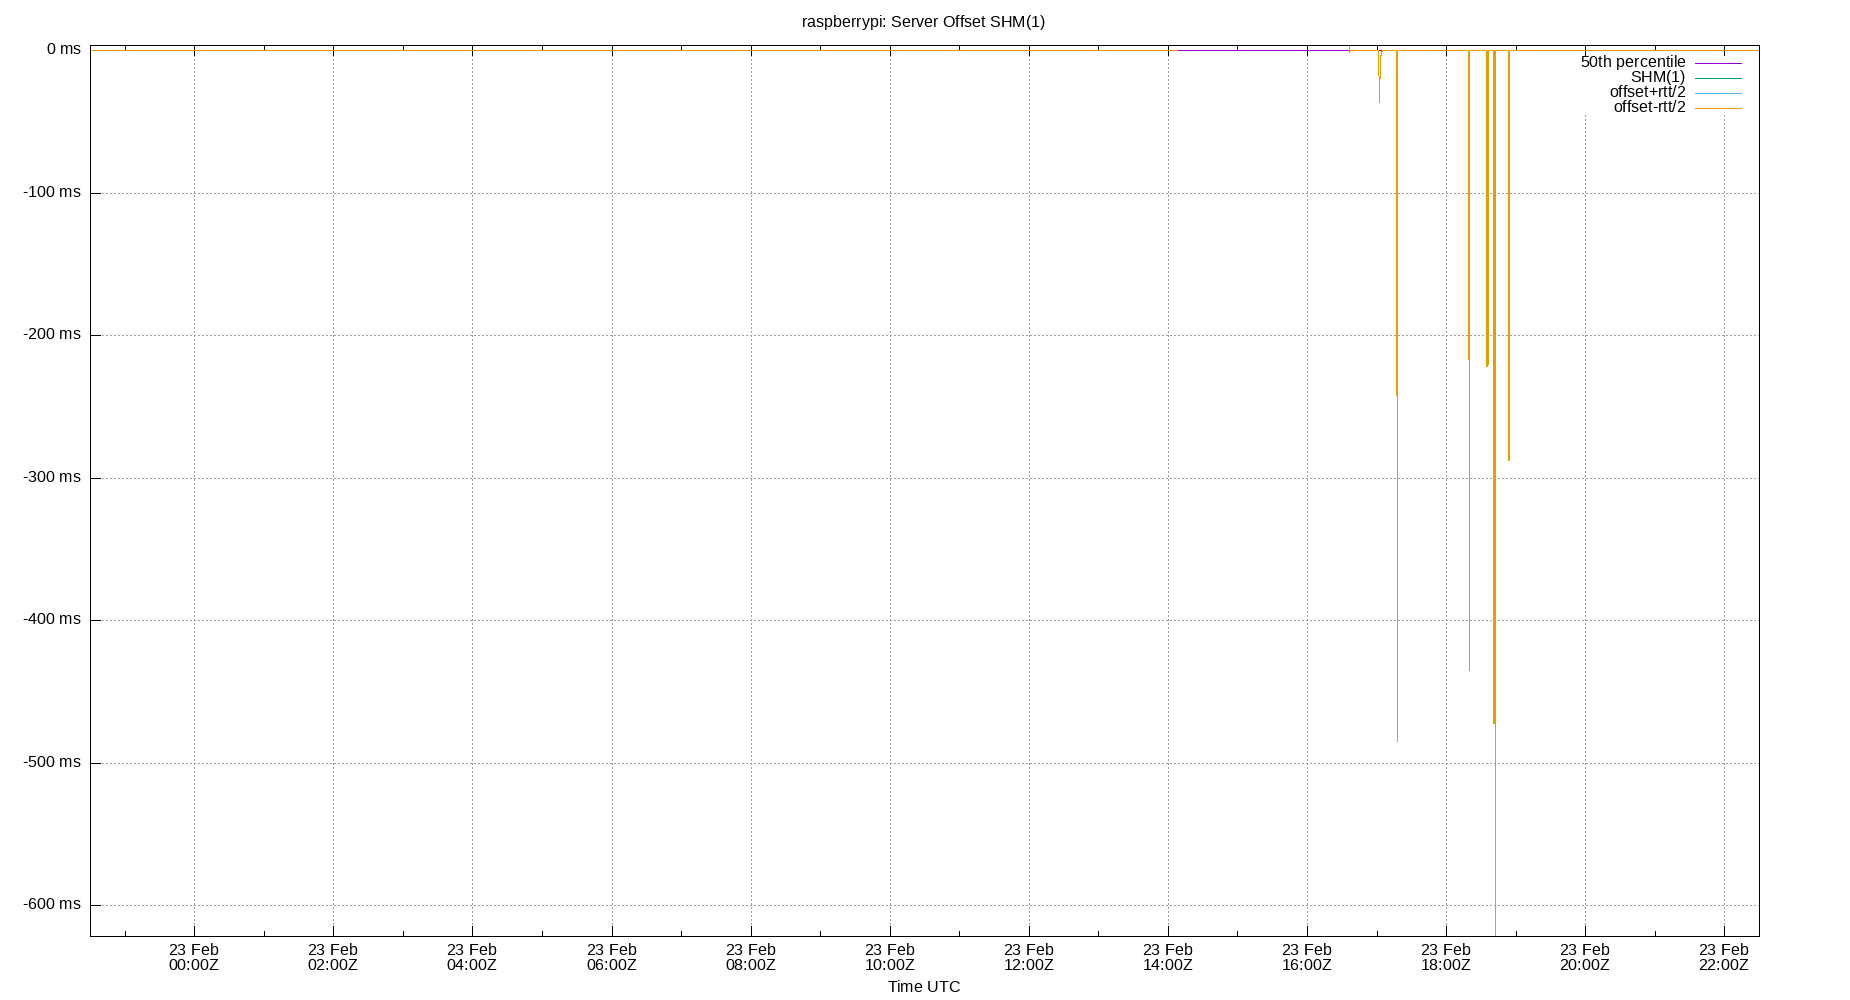 raspberrypi: Server Offset SHM(1)
0 ms
-100 ms
-200 ms
-300 ms
-400 ms
-500 ms
-600 ms
50th percentile
SHM(1)
offset+rtt/2
offset-rtt/2
23 Feb 23 Feb 23 Feb 23 Feb 23 Feb 23 Feb 23 Feb 23 Feb 23 Feb 23 Feb 23 Feb 23 Feb
00:00Z 02:00Z 04:00Z 06:00Z 08:00Z 10:00Z 12:00Z 14:00Z 16:00Z 18:00Z 20:00Z 22:00Z
Time UTC